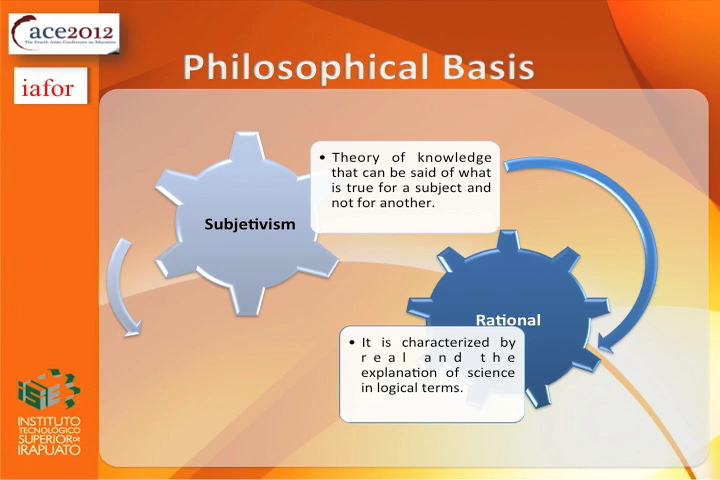 ace2012
The Fourth Asian Conference on Education
iafor
Philosophical Basis
• Theory of knowledge
that can be said of what
is true for a subject and
not for another.
Subjetivism
Rational
• It is characterized by
real and the
explanation of science
in logical terms.
INSTITUTO
TECNOLÓGICO
SUPERIOR DE
IRAPUATO